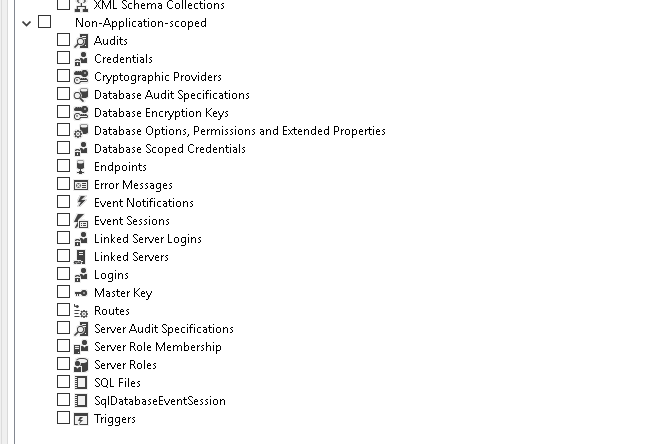 XML Schema Collections
Non-Application-scoped
Audits
Credentials
Cryptographic Providers
Database Audit Specifications
Database Encryption Keys
Database Options, Permissions and Extended Properties
Database Scoped Credentials
Endpoints
Error Messages
Event Notifications
Event Sessions
Linked Server Logins
Linked Servers
Logins
Master Key
Routes
Server Audit Specifications
Server Role Membership
Server Roles
SQL Files
SqlDatabaseEventSession
Triggers